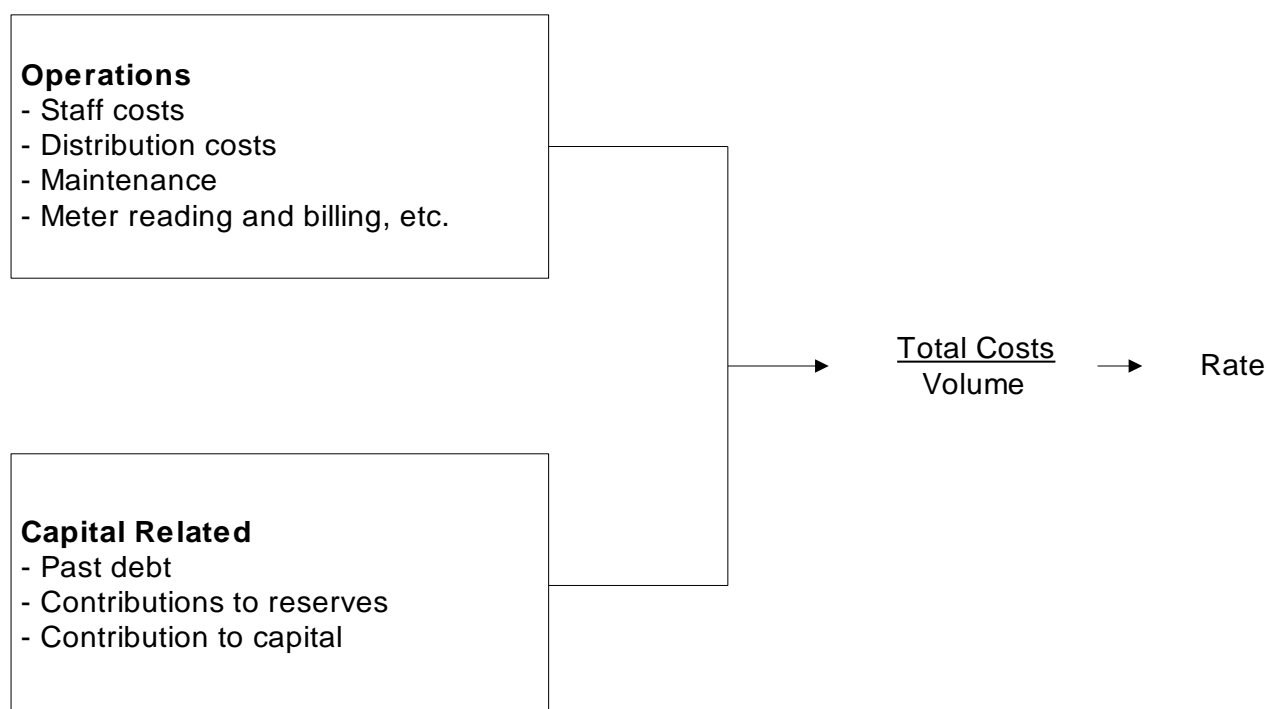 Operations
- Staff costs
- Distribution costs
- Maintenance
- Meter reading and billing, etc.
Total Costs
Volume
Rate
Capital Related
- Past debt
- Contributions to reserves
- Contribution to capital